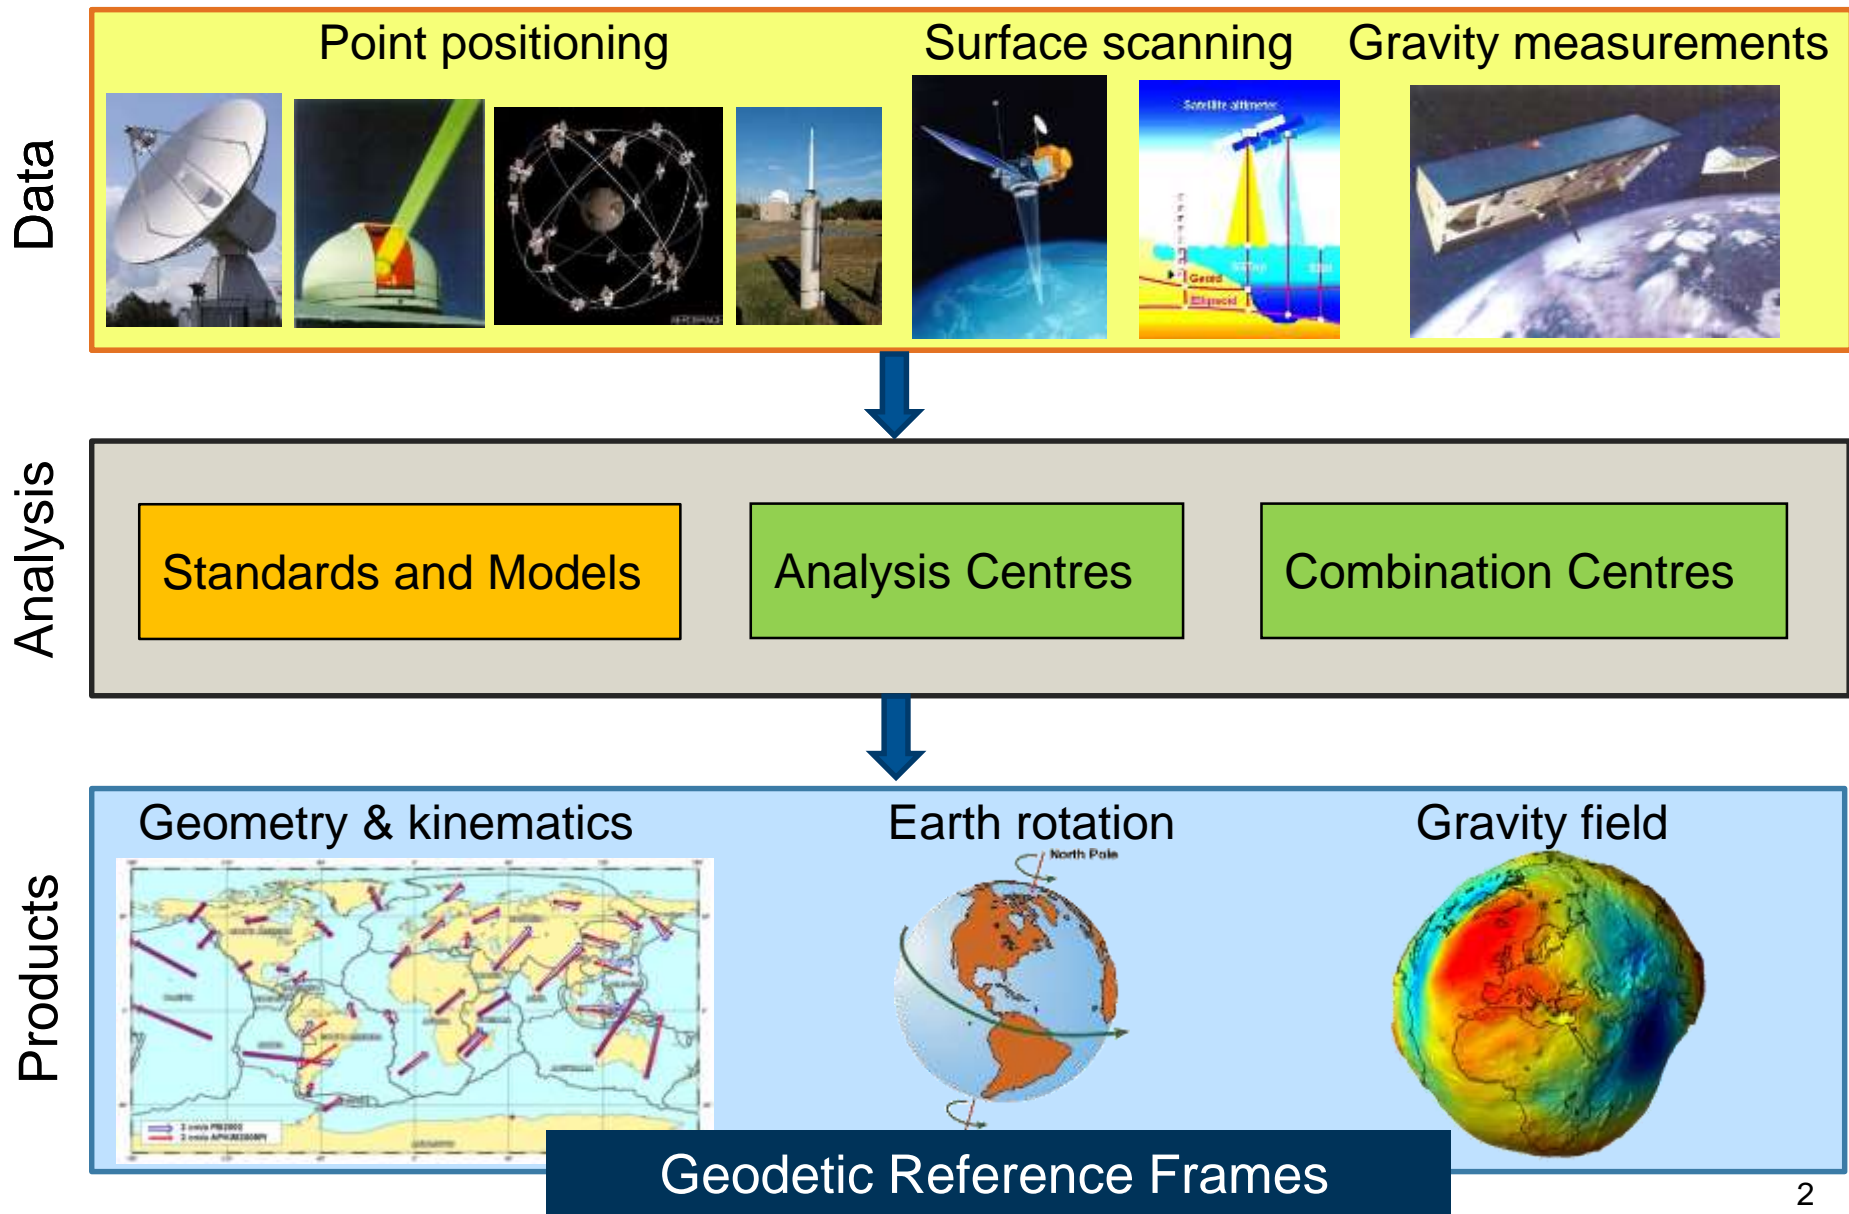 Data
Point positioning
Surface scanning
Gravity measurements
Satellite altimeter
Geoid
Ellipsoid
Analysis
Standards and Models
Analysis Centres
Combination Centres
Products
Geometry & kinematics
Earth rotation
Gravity field
North Pole
Geodetic Reference Frames
2